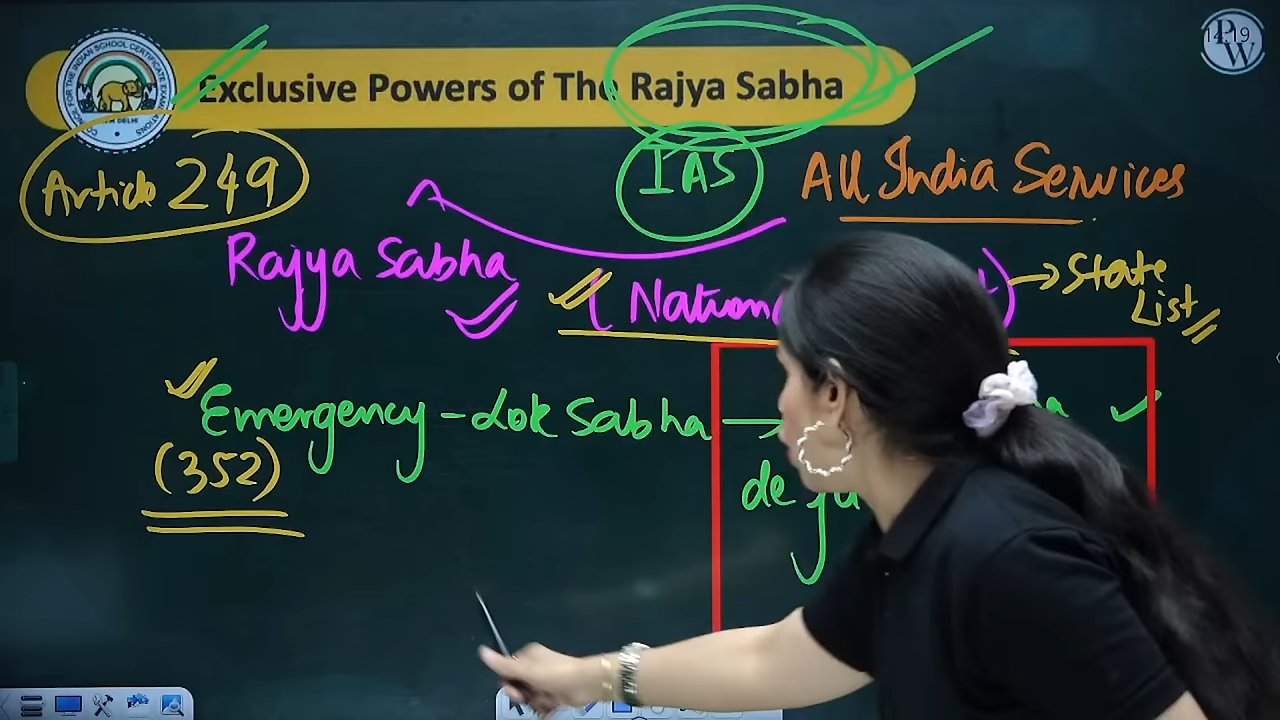 Exclusive Powers of The Rajya Sabha
Article 249
IAS
All India Services
Rajya Sabha
State
List
Emergency - Lok Sabha
(352)
de